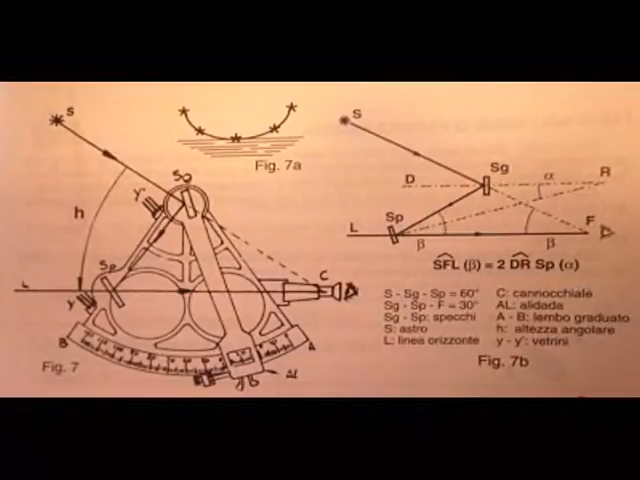 S
Fig. 7a
Sg
y'
h
Sp
L
C
y
B
A
Fig. 7
Al
S
Sg
D
α
R
Sp
L
F
β
β
SFL (β) = 2 DR Sp (α)
S - Sg - Sp = 60°
Sg - Sp - F = 30°
Sg - Sp: specchi
S: astro
L: linea orizzonte
C: cannocchiale
AL: alidada
A - B: lembo graduato
h: altezza angolare
y - y': vetrini
Fig. 7b